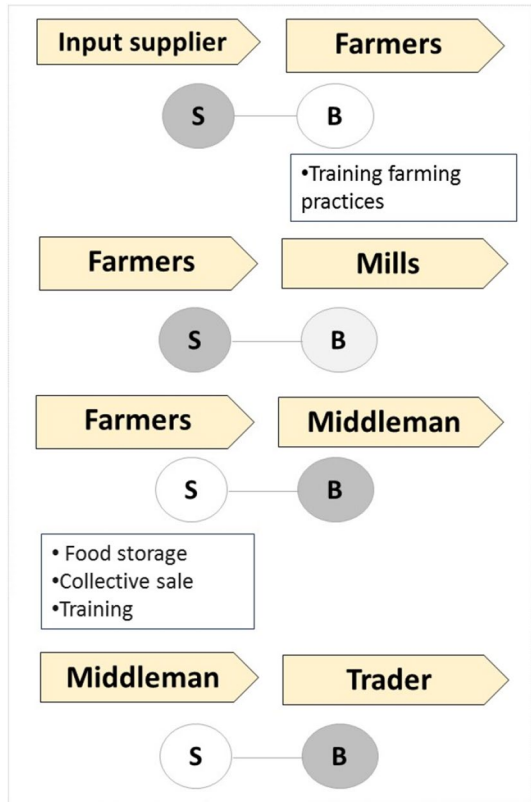 Input supplier
Farmers
S
B
•Training farming
practices
Farmers
Mills
S
B
Farmers
Middleman
S
B
• Food storage
•Collective sale
•Training
Middleman
Trader
S
B